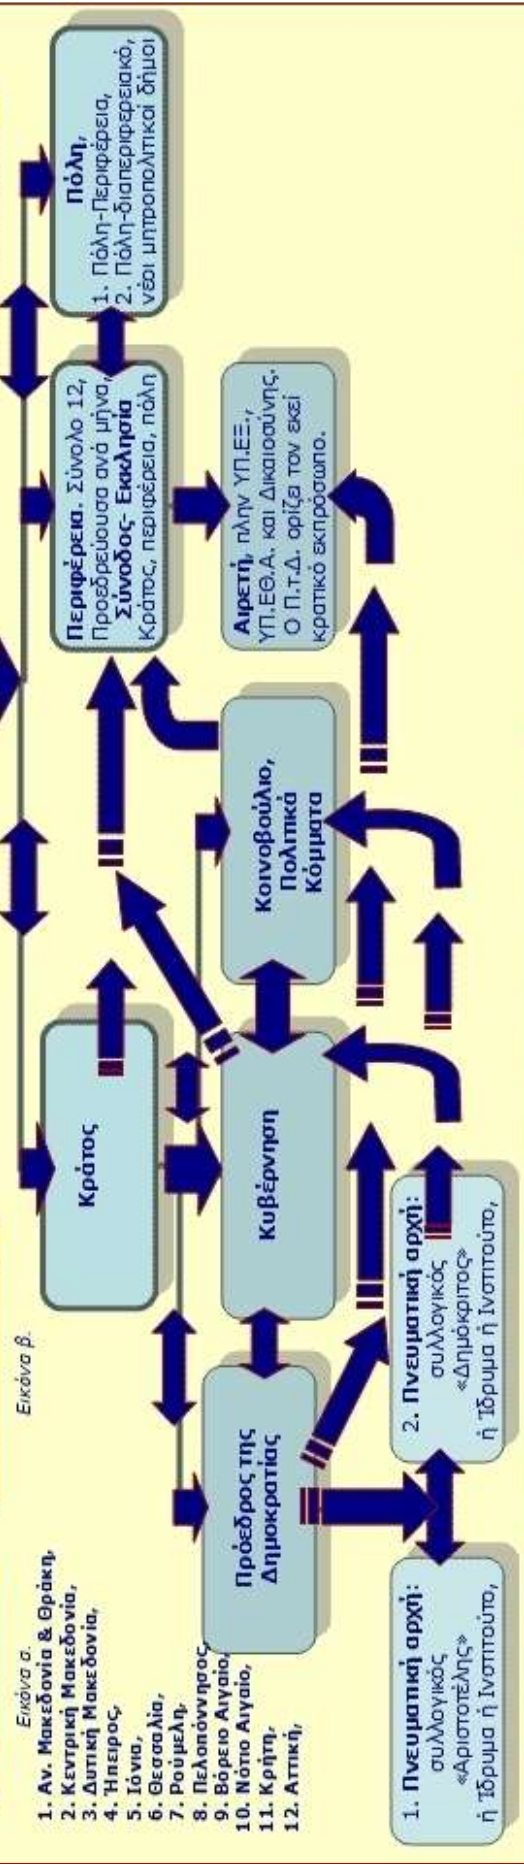 Εικόνα α.
1. Αν. Μακεδονία & Θράκη,
2. Κεντρική Μακεδονία,
3. Δυτική Μακεδονία,
4. Ήπειρος,
5. Ιόνια,
6. Θεσσαλία,
7. Ρούμελη,
8. Πελοπόννησος,
9. Βόρειο Αιγαίο,
10. Νότιο Αιγαίο,
11. Κρήτη,
12. Αττική,
Εικόνα β.
Κράτος
Περιφέρεια. Σύνολο 12,
Προεδρεύουσα ανά μήνα,
Σύνοδος- Εκκλησία
Κράτος, περιφέρεια, πόλη
Πόλη,
1. Πόλη-Περιφέρεια,
2. Πόλη-διαπεριφερειακό,
νέοι μητροπολιτικοί δήμοι
Πρόεδρος της
Δημοκρατίας
Κυβέρνηση
Κοινοβούλιο,
Πολιτικά
Κόμματα
Αιρετή, πλην ΥΠ.ΕΞ.,
ΥΠ.ΕΘ.Α. και Δικαιοσύνης.
Ο Π.τ.Δ. ορίζει τον εκεί
κρατικό εκπρόσωπο.
1. Πνευματική αρχή:
συλλογικός
«Αριστοτέλης»
ή Ίδρυμα ή Ινστιτούτο,
2. Πνευματική αρχή:
συλλογικός
«Δημόκριτος»
ή Ίδρυμα ή Ινστιτούτο,